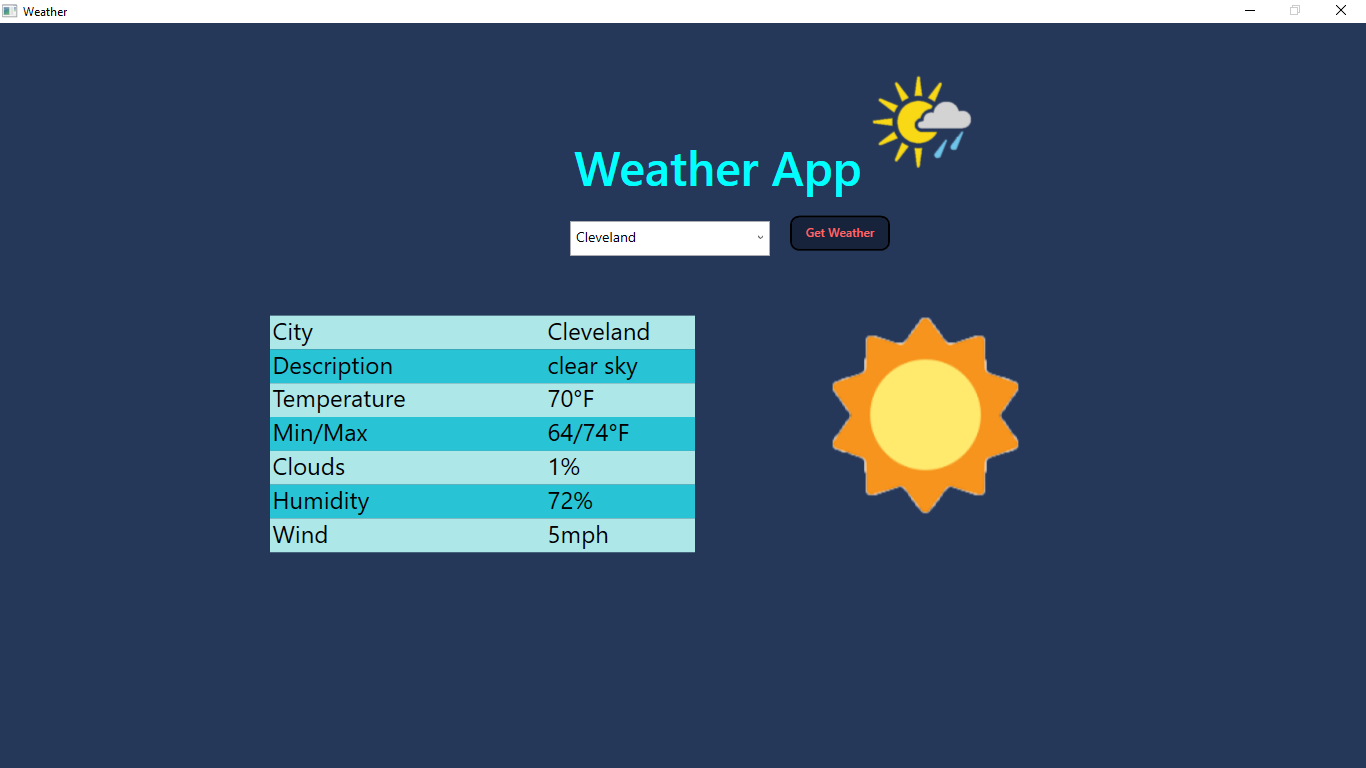 Weather
Weather App
Cleveland
Get Weather
City Cleveland
Description clear sky
Temperature 70°F
Min/Max 64/74°F
Clouds 1%
Humidity 72%
Wind 5mph